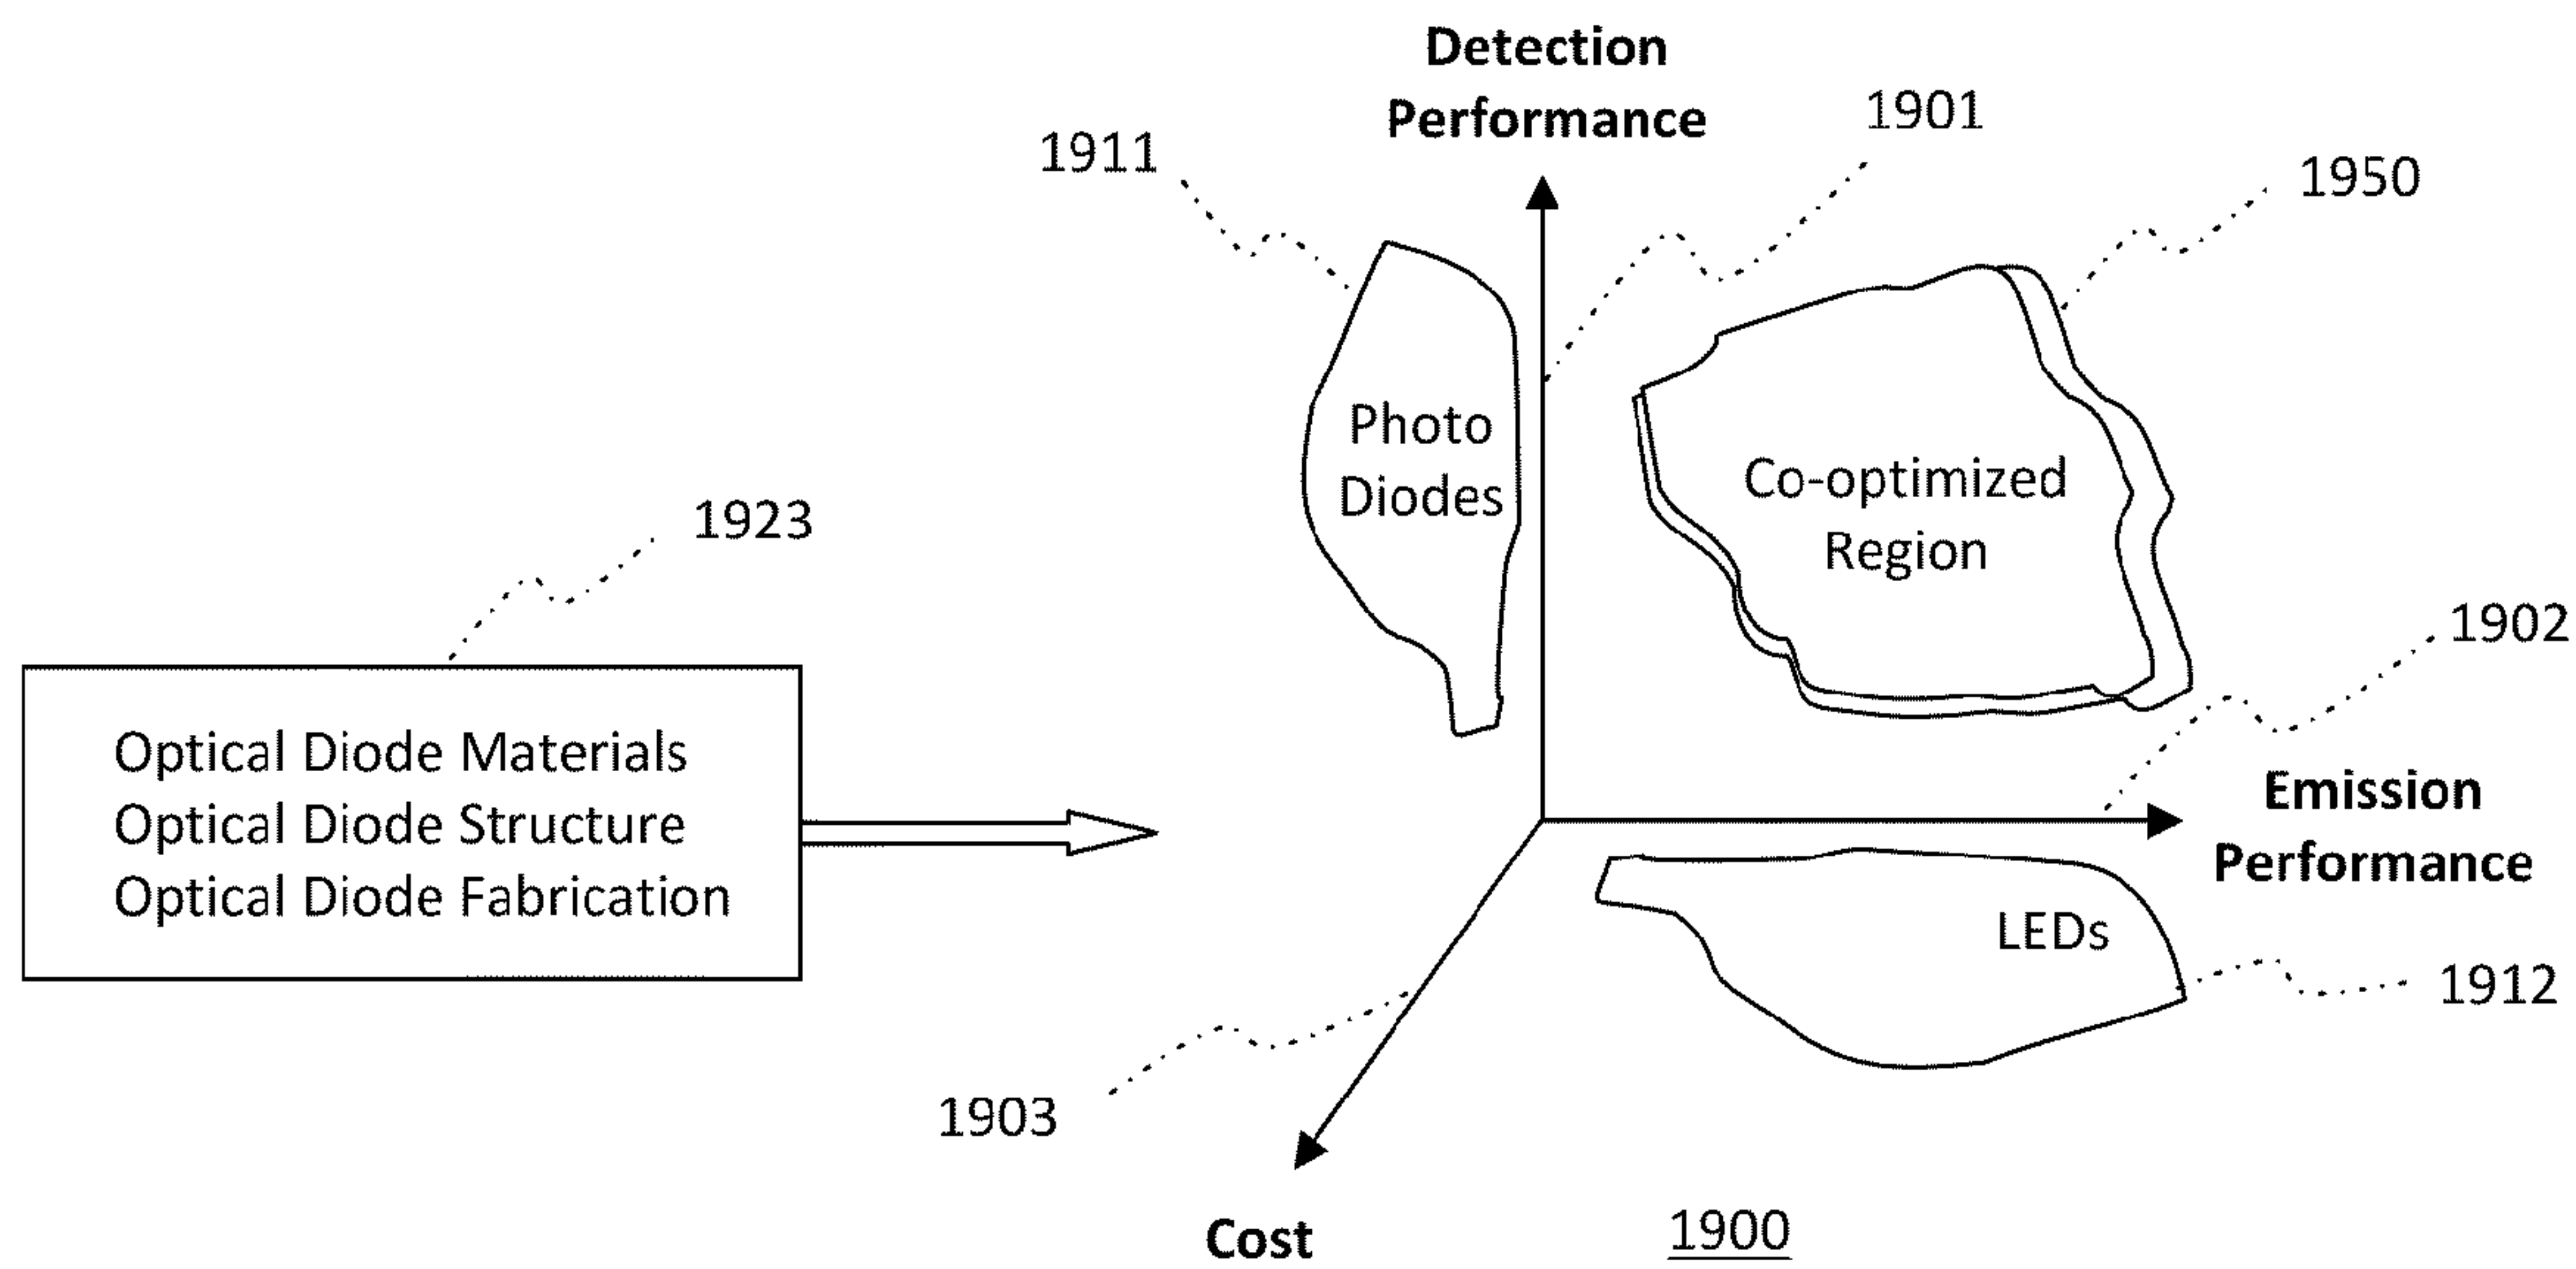 Detection
Performance
1901
1911
1950
Photo
Diodes
Co-optimized
Region
1923
1902
Optical Diode Materials
Optical Diode Structure
Optical Diode Fabrication
Emission
Performance
LEDs
1912
1903
Cost
1900